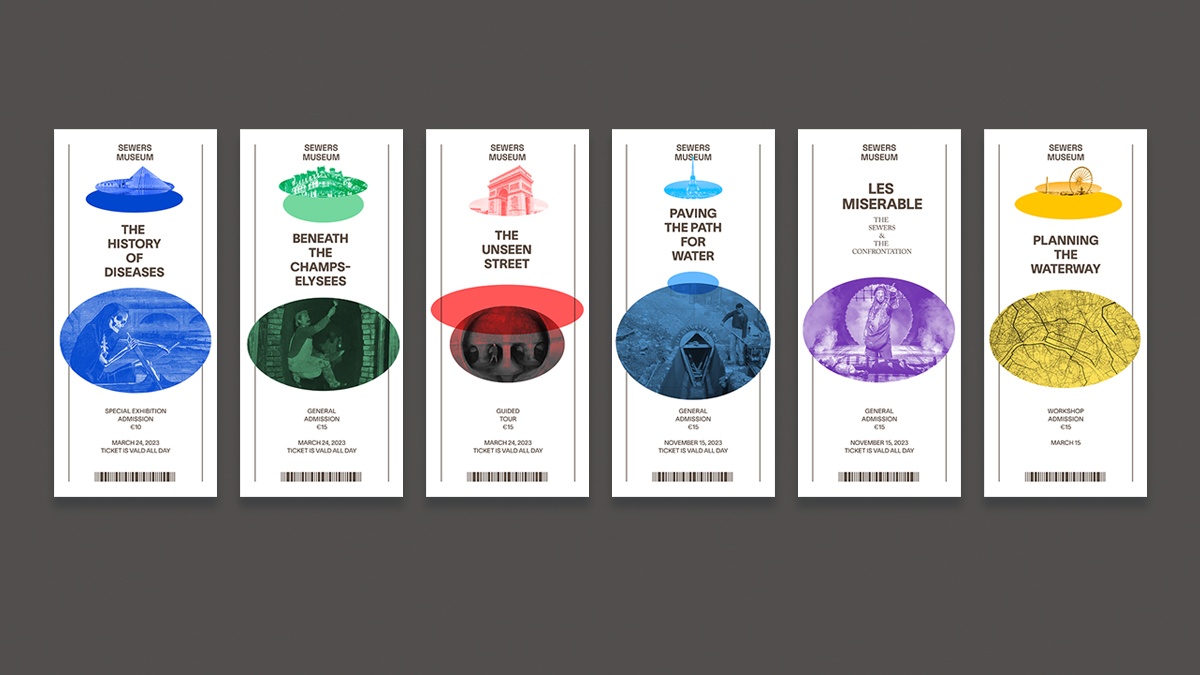 SEWERS
MUSEUM
THE
HISTORY
OF
DISEASES
SPECIAL EXHIBITION
ADMISSION
€10
MARCH 24, 2023
TICKET IS VALD ALL DAY
SEWERS
MUSEUM
BENEATH
THE
CHAMPS-
ELYSEES
GENERAL
ADMISSION
€15
MARCH 24, 2023
TICKET IS VALD ALL DAY
SEWERS
MUSEUM
THE
UNSEEN
STREET
GUIDED
TOUR
€15
MARCH 24, 2023
TICKET IS VALD ALL DAY
SEWERS
MUSEUM
PAVING
THE PATH
FOR
WATER
GENERAL
ADMISSION
€15
NOVEMBER 15, 2023
TICKET IS VALD ALL DAY
SEWERS
MUSEUM
LES
MISERABLE
THE
SEWERS
&
THE
CONFRONTATION
GENERAL
ADMISSION
€15
NOVEMBER 15, 2023
TICKET IS VALD ALL DAY
SEWERS
MUSEUM
PLANNING
THE
WATERWAY
WORKSHOP
ADMISSION
€15
MARCH 15